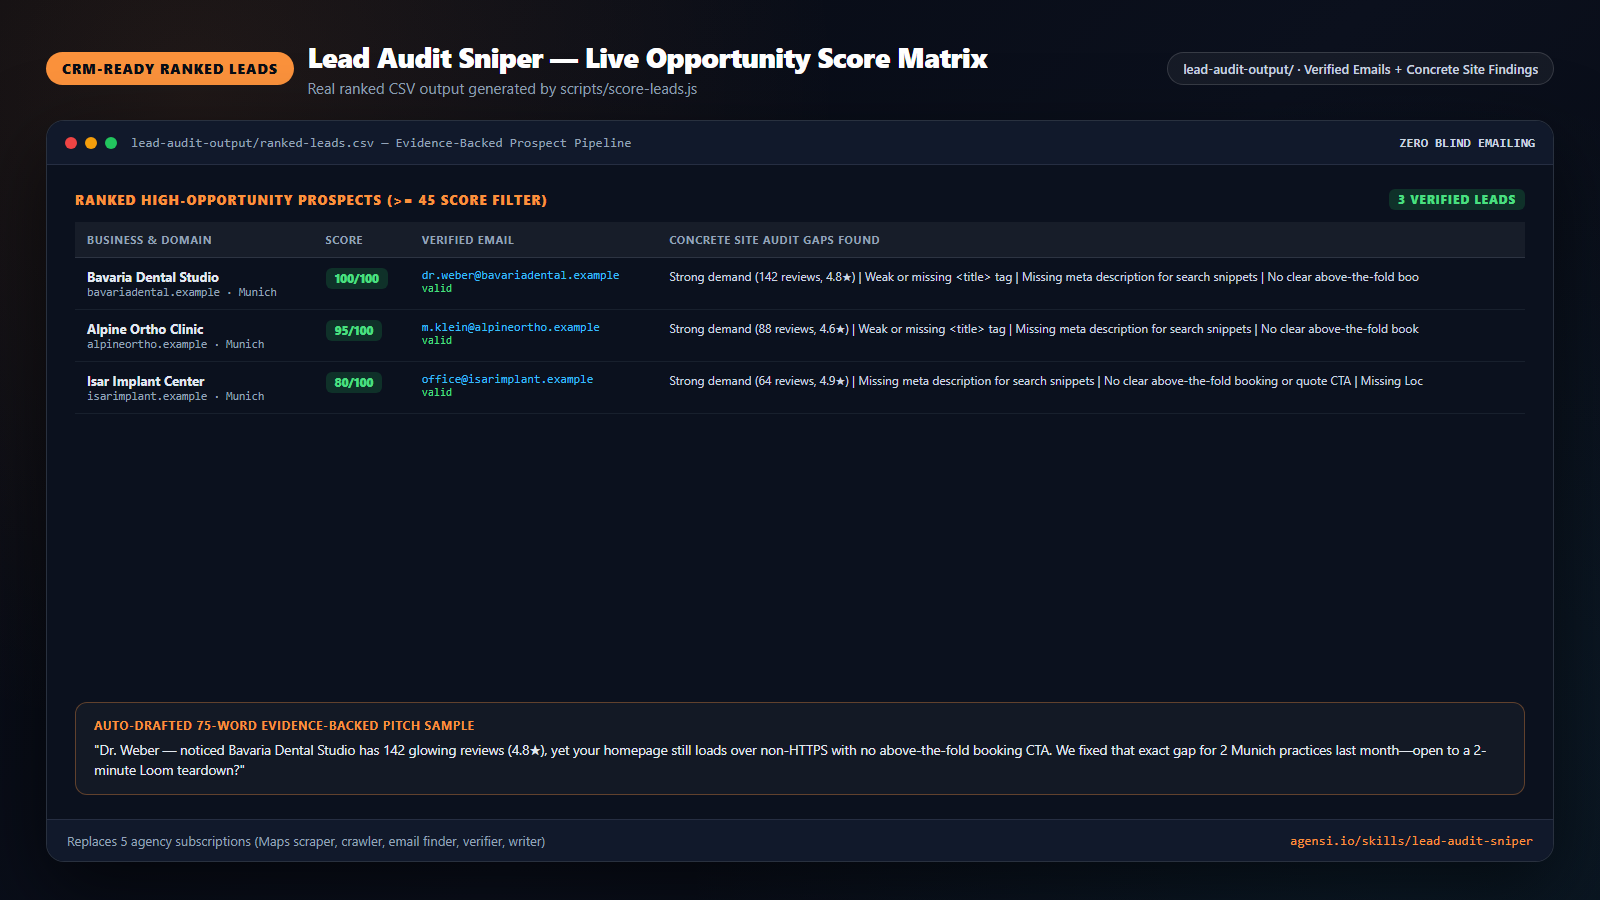 CRM-READY RANKED LEADS
Lead Audit Sniper — Live Opportunity Score Matrix
Real ranked CSV output generated by scripts/score-leads.js
lead-audit-output/ · Verified Emails + Concrete Site Findings
lead-audit-output/ranked-leads.csv — Evidence-Backed Prospect Pipeline
ZERO BLIND EMAILING
RANKED HIGH-OPPORTUNITY PROSPECTS (>= 45 SCORE FILTER)
3 VERIFIED LEADS
BUSINESS & DOMAIN SCORE VERIFIED EMAIL CONCRETE SITE AUDIT GAPS FOUND
Bavaria Dental Studio 100/100 dr.weber@bavariadental.example Strong demand (142 reviews, 4.8★) | Weak or missing <title> tag | Missing meta description for search snippets | No clear above-the-fold boo
bavariadental.example · Munich valid
Alpine Ortho Clinic 95/100 m.klein@alpineortho.example Strong demand (88 reviews, 4.6★) | Weak or missing <title> tag | Missing meta description for search snippets | No clear above-the-fold book
alpineortho.example · Munich valid
Isar Implant Center 80/100 office@isarimplant.example Strong demand (64 reviews, 4.9★) | Missing meta description for search snippets | No clear above-the-fold booking or quote CTA | Missing Loc
isarimplant.example · Munich valid
AUTO-DRAFTED 75-WORD EVIDENCE-BACKED PITCH SAMPLE
"Dr. Weber — noticed Bavaria Dental Studio has 142 glowing reviews (4.8★), yet your homepage still loads over non-HTTPS with no above-the-fold booking CTA. We fixed that exact gap for 2 Munich practices last month—open to a 2-
minute Loom teardown?"
Replaces 5 agency subscriptions (Maps scraper, crawler, email finder, verifier, writer)
agensi.io/skills/lead-audit-sniper